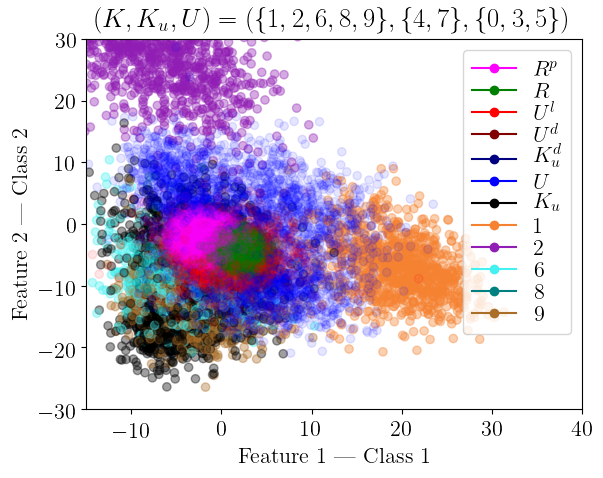 (K, K_u, U) = ({1, 2, 6, 8, 9}, {4, 7}, {0, 3, 5})
R^p
R
U^l
U^d
K_u^d
U
K_u
1
2
6
8
9
30
20
10
0
−10
−20
−30
Feature 2 — Class 2
−10
0
10
20
30
40
Feature 1 — Class 1